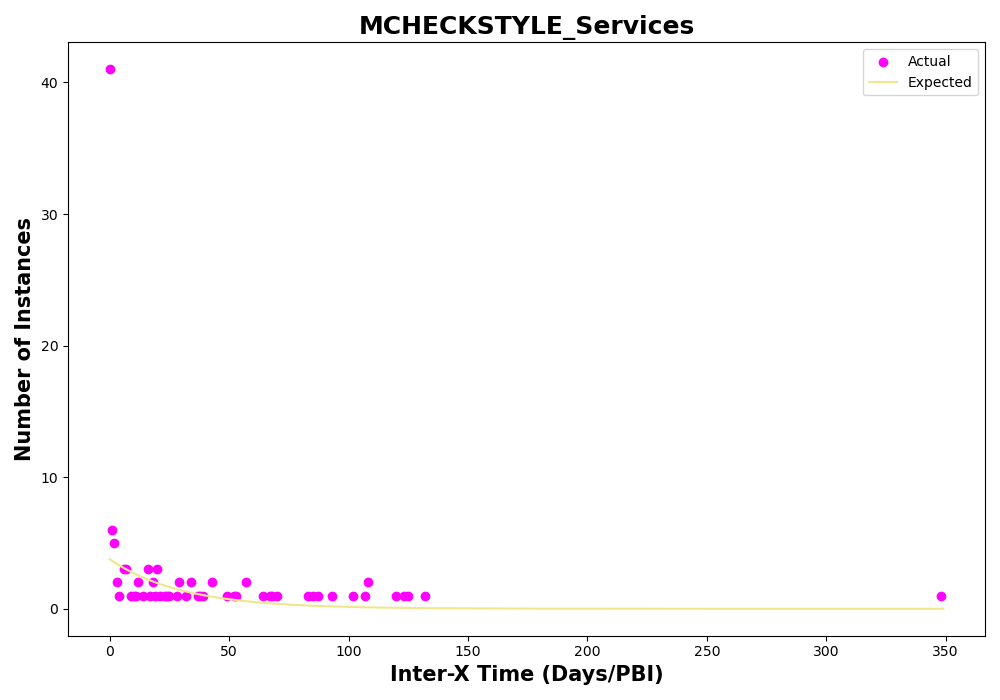 MCHECKSTYLE_Services
Actual
Expected
Number of Instances
40
30
20
10
0
0 50 100 150 200 250 300 350
Inter-X Time (Days/PBI)